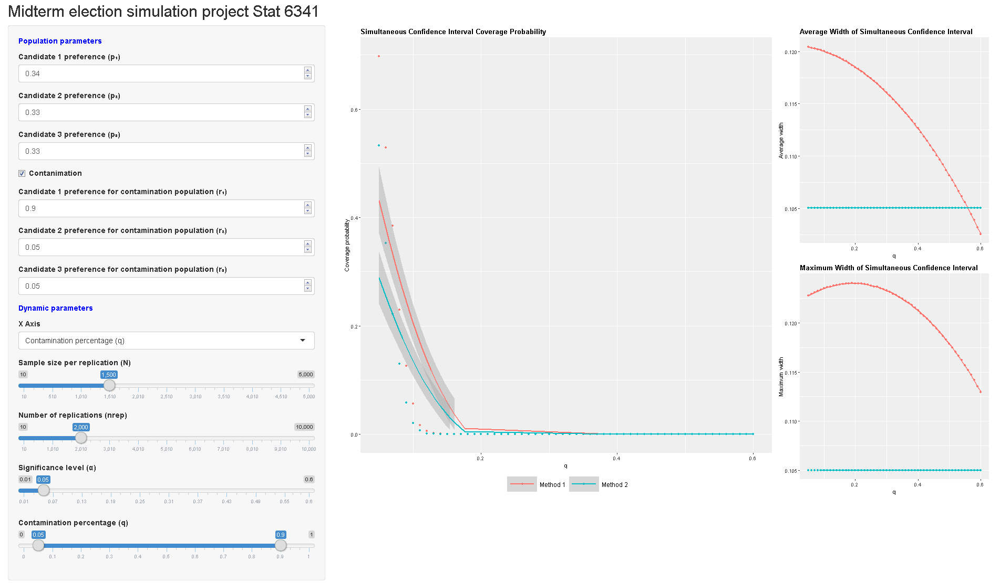 Midterm election simulation project Stat 6341
Population parameters
Candidate 1 preference (p₁)
0.34
Candidate 2 preference (p₂)
0.33
Candidate 3 preference (p₃)
0.33
Contanimation
Candidate 1 preference for contamination population (r₁)
0.9
Candidate 2 preference for contamination population (r₂)
0.05
Candidate 3 preference for contamination population (r₃)
0.05
Dynamic parameters
X Axis
Contamination percentage (q)
Sample size per replication (N)
10 1,500 5,000
10 510 1,010 1,510 2,010 2,510 3,010 3,510 4,010 4,510 5,000
Number of replications (nrep)
10 2,000 10,000
10 1,010 2,010 3,010 4,010 5,010 6,010 7,010 8,010 9,010 10,000
Significance level (α)
0.01 0.05 0.6
0.01 0.07 0.13 0.19 0.25 0.31 0.37 0.43 0.49 0.55 0.6
Contamination percentage (q)
0 0.05 0.9 1
0 0.1 0.2 0.3 0.4 0.5 0.6 0.7 0.8 0.9 1
Simultaneous Confidence Interval Coverage Probability
Coverage probability
0.6
0.4
0.2
0.0
0.2 0.4 0.6
q
Method 1 Method 2
Average Width of Simultaneous Confidence Interval
Average width
0.120
0.115
0.110
0.105
0.2 0.4 0.6
q
Maximum Width of Simultaneous Confidence Interval
Maximum width
0.120
0.115
0.110
0.105
0.2 0.4 0.6
q